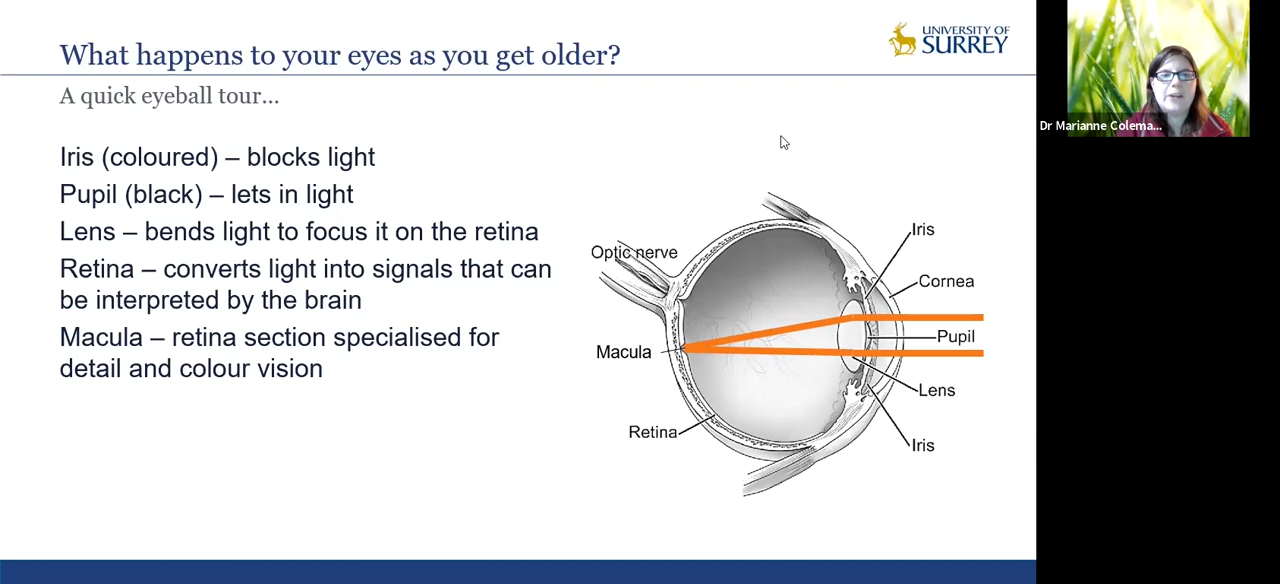 What happens to your eyes as you get older?
UNIVERSITY OF
SURREY
A quick eyeball tour...
Iris (coloured) – blocks light
Pupil (black) – lets in light
Lens – bends light to focus it on the retina
Retina – converts light into signals that can
be interpreted by the brain
Macula – retina section specialised for
detail and colour vision
Optic nerve
Macula
Retina
Iris
Cornea
Pupil
Lens
Iris
Dr Marianne Colema...